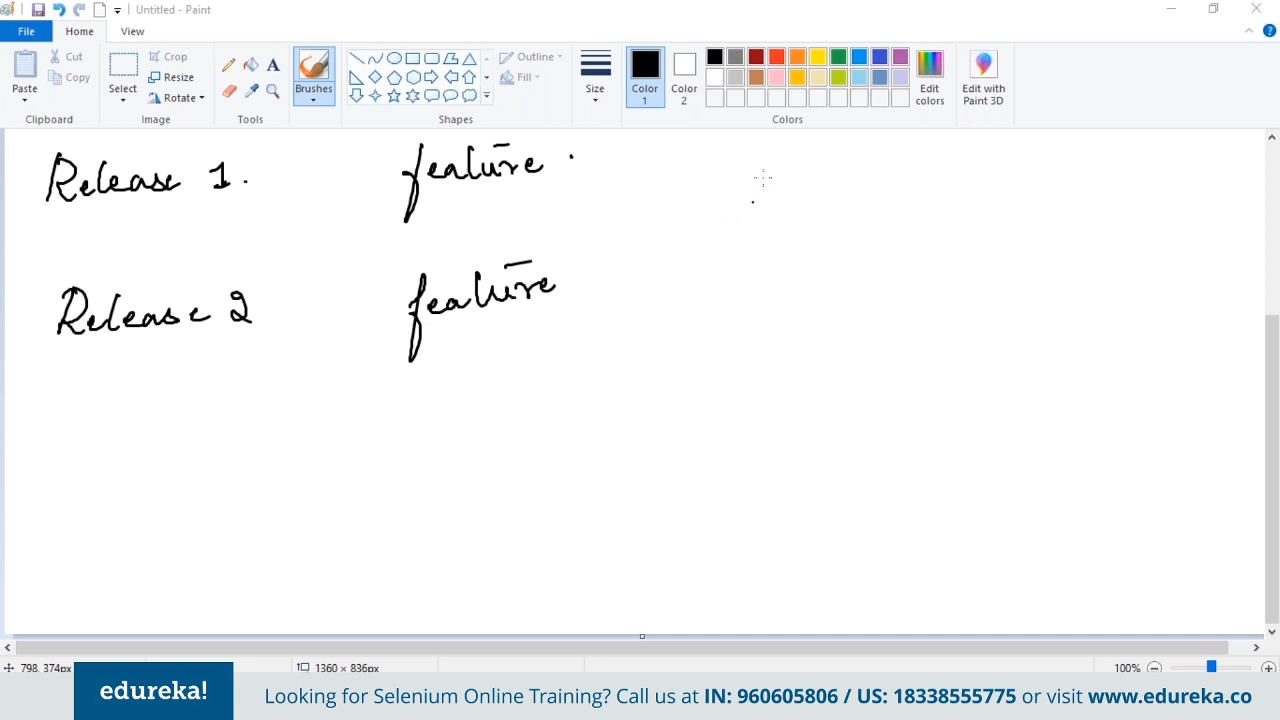 Untitled - Paint
File Home View
Paste Cut Copy Select Crop Resize Rotate Brushes Outline Fill Size Color 1 Color 2 Edit colors Edit with Paint 3D
Clipboard Image Tools Shapes Colors
Release 1. feature .
Release 2 feature
798, 374px 1360 × 836px 100%
edureka! Looking for Selenium Online Training? Call us at IN: 960605806 / US: 18338555775 or visit www.edureka.co